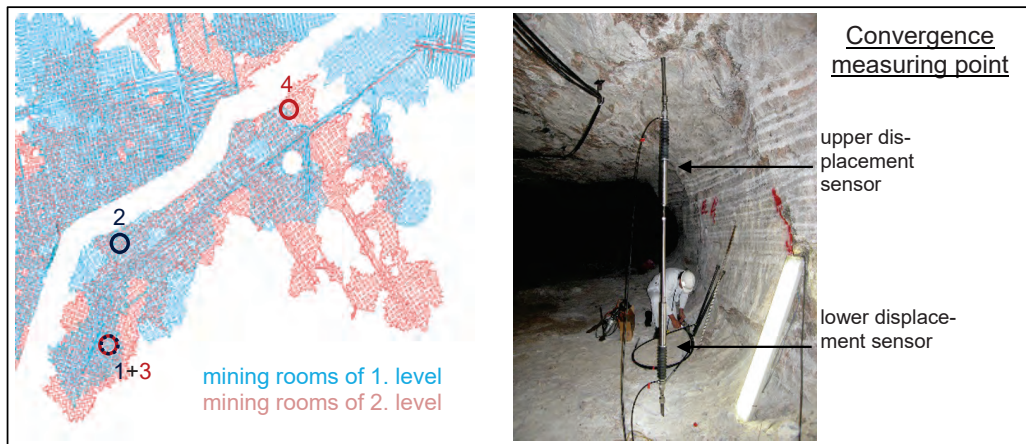 4
2
1+3
mining rooms of 1. level
mining rooms of 2. level
Convergence
measuring point
upper dis-
placement
sensor
lower displace-
ment sensor